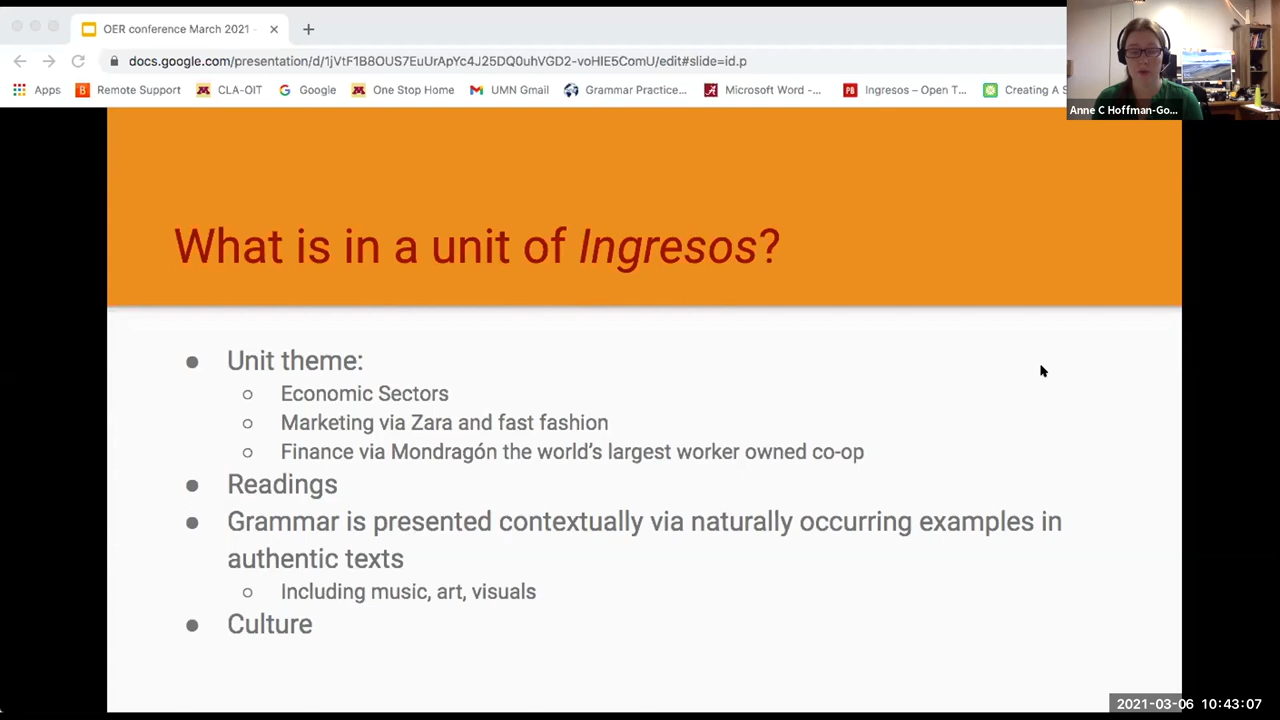 OER conference March 2021 -
docs.google.com/presentation/d/1jVtF1B8OUS7EuUrApYc4J25DQ0uhVGD2-voHIE5ComU/edit#slide=id.p
Apps Remote Support CLA-OIT Google One Stop Home UMN Gmail Grammar Practice... Microsoft Word -... Ingresos – Open T... Creating A S
Anne C Hoffman-Go...
What is in a unit of Ingresos?
● Unit theme:
○ Economic Sectors
○ Marketing via Zara and fast fashion
○ Finance via Mondragón the world's largest worker owned co-op
● Readings
● Grammar is presented contextually via naturally occurring examples in
authentic texts
○ Including music, art, visuals
● Culture
2021-03-06 10:43:07